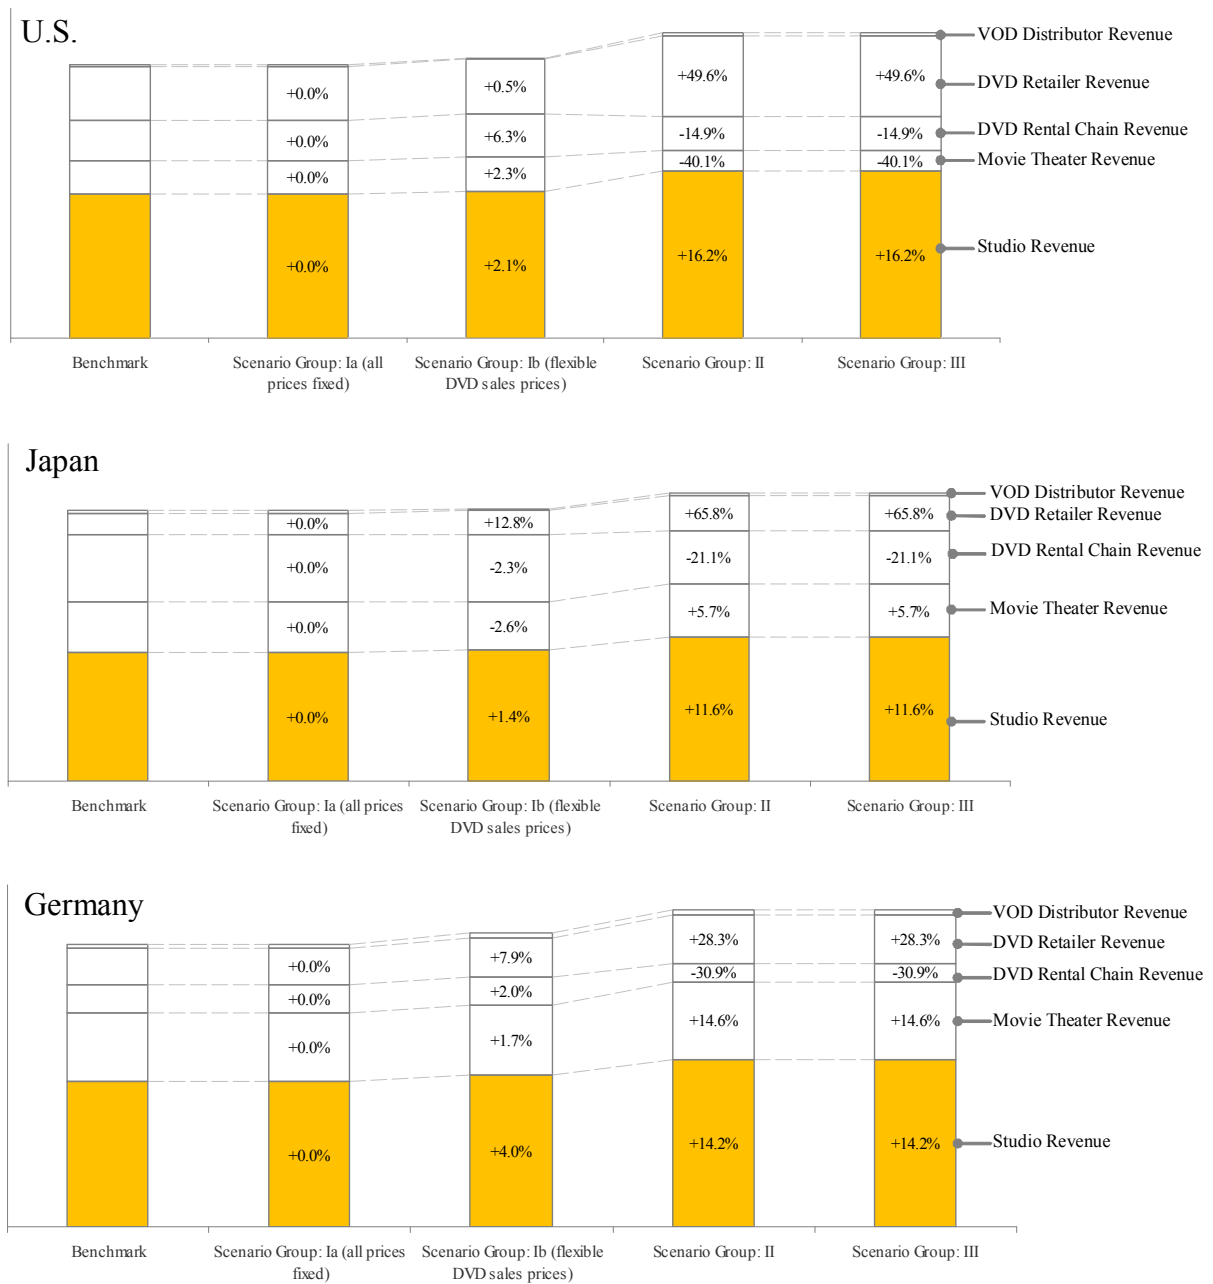 U.S.
VOD Distributor Revenue
+0.0% +0.5% +49.6% +49.6% DVD Retailer Revenue
+0.0% +6.3% -14.9% -14.9% DVD Rental Chain Revenue
+0.0% +2.3% -40.1% -40.1% Movie Theater Revenue
+0.0% +2.1% +16.2% +16.2% Studio Revenue
Benchmark Scenario Group: Ia (all Scenario Group: Ib (flexible Scenario Group: II Scenario Group: III
prices fixed) DVD sales prices)
Japan
VOD Distributor Revenue
+0.0% +12.8% +65.8% +65.8% DVD Retailer Revenue
+0.0% -2.3% -21.1% -21.1% DVD Rental Chain Revenue
+0.0% -2.6% +5.7% +5.7% Movie Theater Revenue
+0.0% +1.4% +11.6% +11.6% Studio Revenue
Benchmark Scenario Group: Ia (all prices Scenario Group: Ib (flexible Scenario Group: II Scenario Group: III
fixed) DVD sales prices)
Germany
VOD Distributor Revenue
+0.0% +7.9% +28.3% +28.3% DVD Retailer Revenue
+0.0% +2.0% -30.9% -30.9% DVD Rental Chain Revenue
+0.0% +1.7% +14.6% +14.6% Movie Theater Revenue
+0.0% +4.0% +14.2% +14.2% Studio Revenue
Benchmark Scenario Group: Ia (all prices Scenario Group: Ib (flexible Scenario Group: II Scenario Group: III
fixed) DVD sales prices)